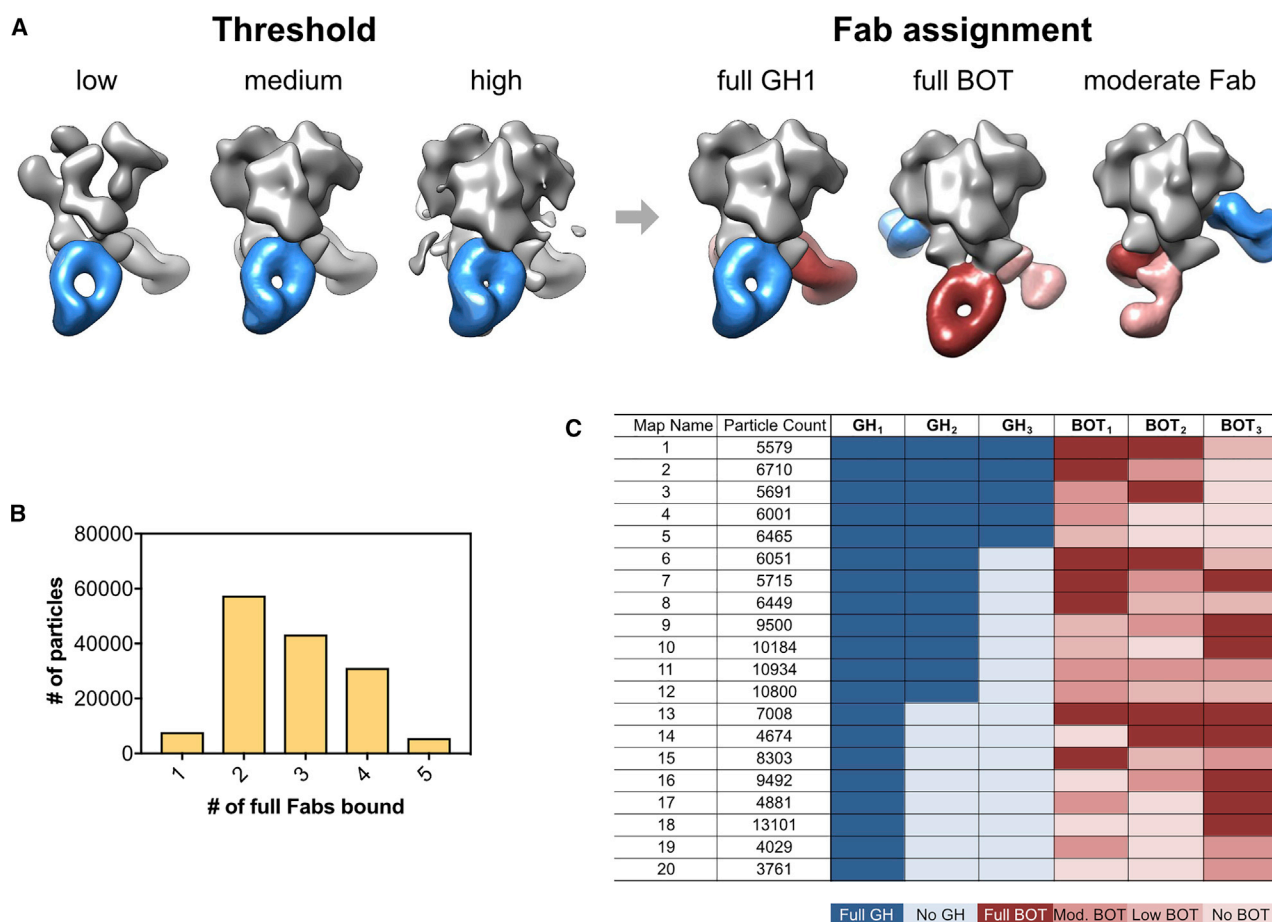 A
Threshold
Fab assignment
low medium high
full GH1 full BOT moderate Fab
B
80000
60000
40000
20000
0
# of particles
1 2 3 4 5
# of full Fabs bound
C
Map Name Particle Count GH1 GH2 GH3 BOT1 BOT2 BOT3
1 5579
2 6710
3 5691
4 6001
5 6465
6 6051
7 5715
8 6449
9 9500
10 10184
11 10934
12 10800
13 7008
14 4674
15 8303
16 9492
17 4881
18 13101
19 4029
20 3761
Full GH No GH Full BOT Mod. BOT Low BOT No BOT